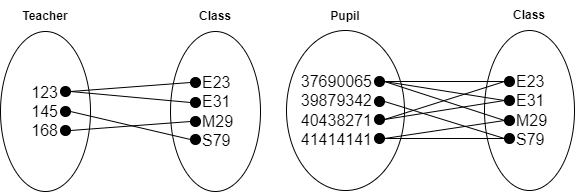 Teacher Class Pupil Class
123 E23 37690065 E23
145 E31 39879342 E31
168 M29 40438271 M29
S79 41414141 S79